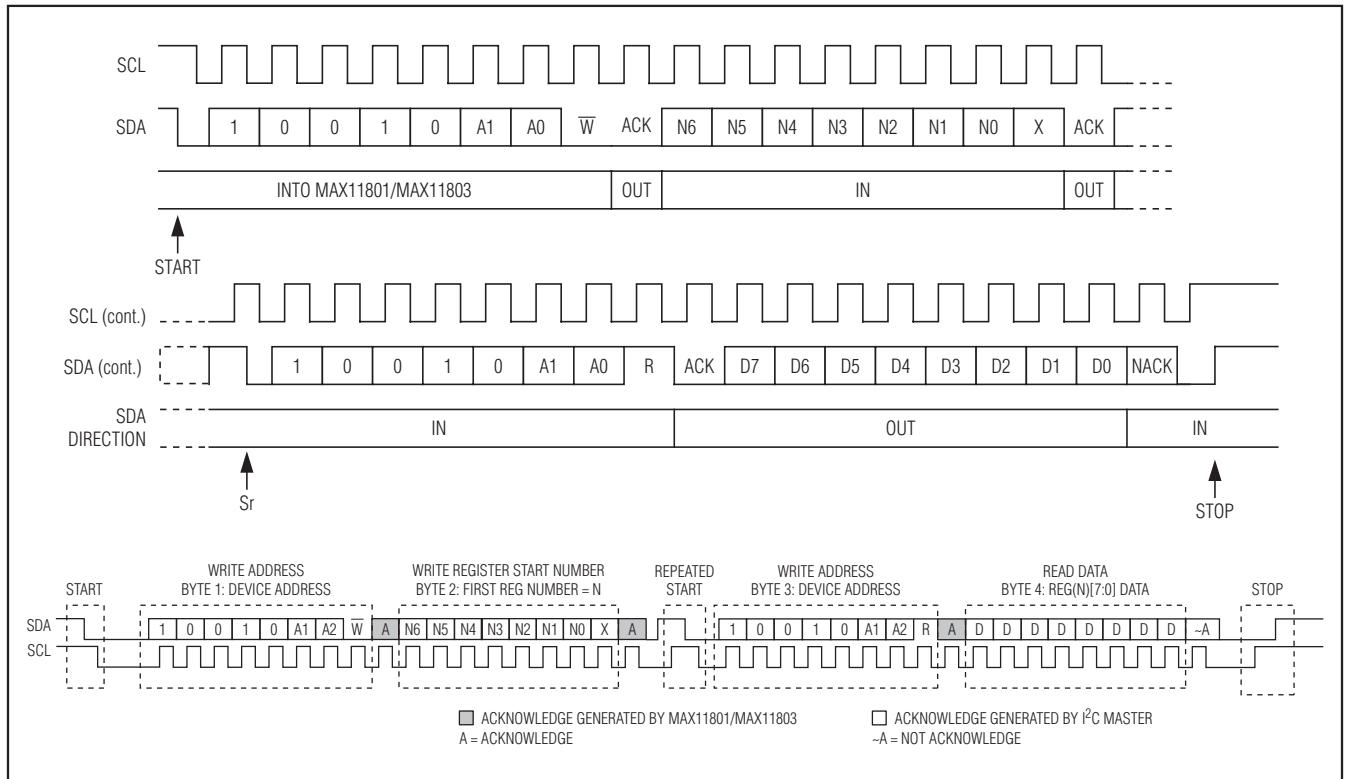 SCL
SDA 1 0 0 1 0 A1 A0 W̅ ACK N6 N5 N4 N3 N2 N1 N0 X ACK
INTO MAX11801/MAX11803 OUT IN OUT
START
SCL (cont.)
SDA (cont.) 1 0 0 1 0 A1 A0 R ACK D7 D6 D5 D4 D3 D2 D1 D0 NACK
SDA
DIRECTION
IN OUT IN
Sr
STOP
START
WRITE ADDRESS
BYTE 1: DEVICE ADDRESS
WRITE REGISTER START NUMBER
BYTE 2: FIRST REG NUMBER = N
REPEATED
START
WRITE ADDRESS
BYTE 3: DEVICE ADDRESS
READ DATA
BYTE 4: REG(N)[7:0] DATA
STOP
SDA 1 0 0 1 0 A1 A2 W̅ A N6 N5 N4 N3 N2 N1 N0 X A 1 0 0 1 0 A1 A2 R A D D D D D D D D ~A
SCL
ACKNOWLEDGE GENERATED BY MAX11801/MAX11803
A = ACKNOWLEDGE
ACKNOWLEDGE GENERATED BY I²C MASTER
~A = NOT ACKNOWLEDGE